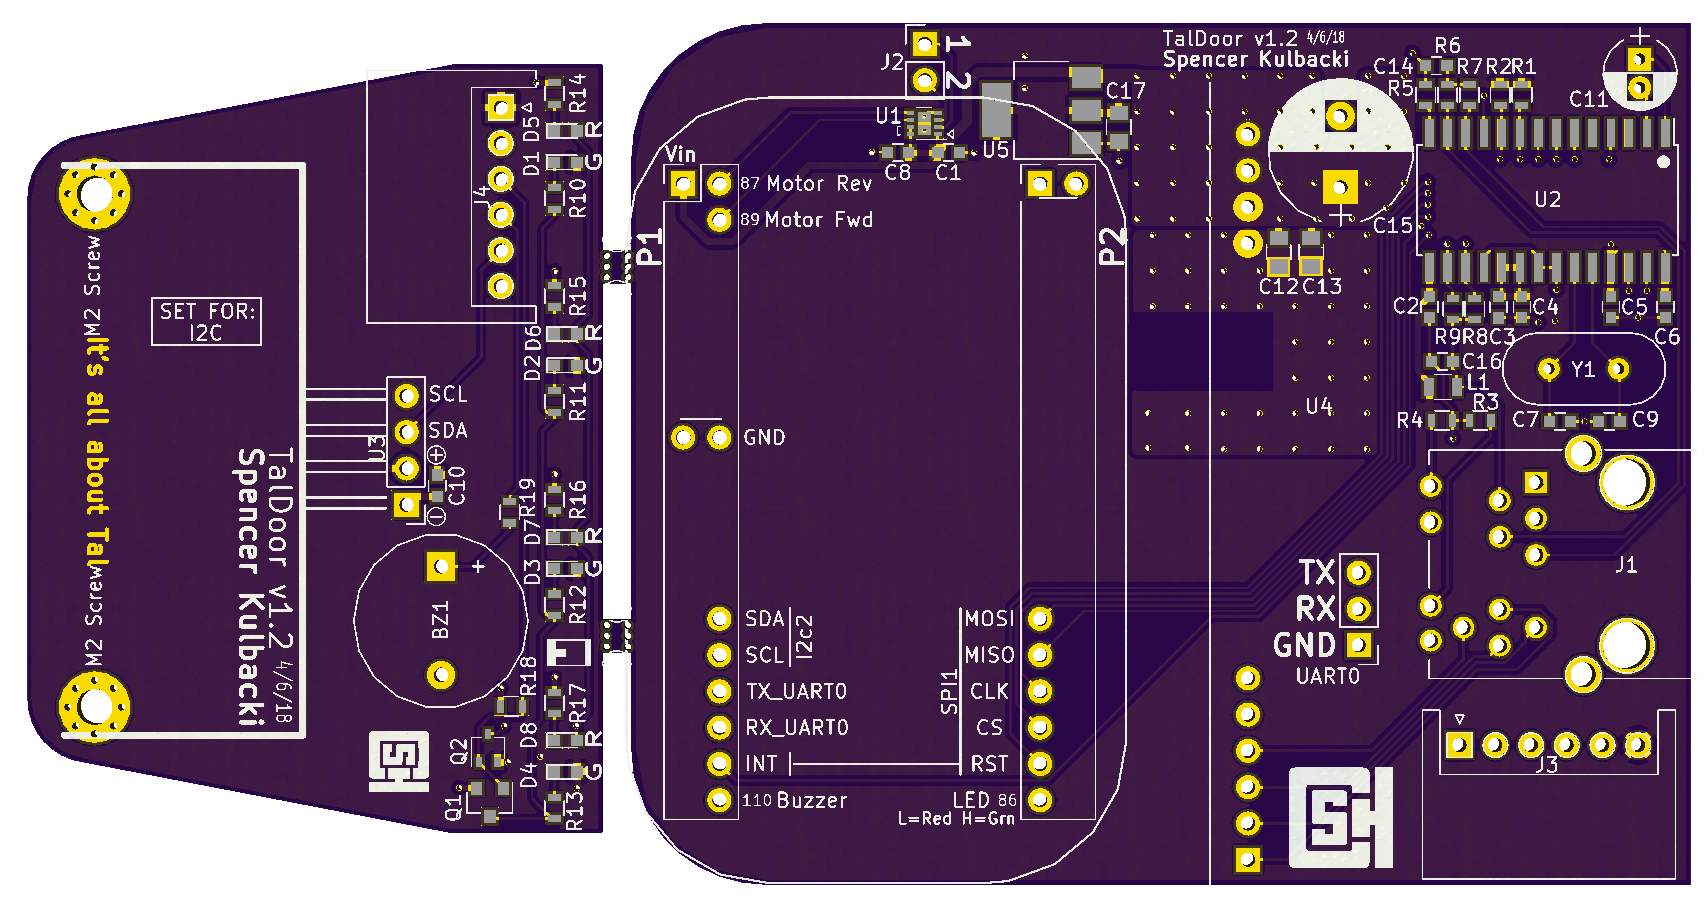 TalDoor v1.2 4/6/18
Spencer Kulbacki
J2
1
2
R6
C14
R7
R2
R1
R5
C11
R14
D5
D1
R
G
J4
R10
U1
C8
C1
U5
C17
Vin
87 Motor Rev
89 Motor Fwd
P1
P2
U2
C15
C12
C13
M2 Screw
It's all about Tal
M2 Screw
SET FOR:
I2C
R15
D6
D2
R
G
R11
C2
R9
R8
C3
C4
C5
C6
C16
L1
Y1
U4
R4
R3
C7
C9
SCL
SDA
U3
+
C10
-
GND
TalDoor v1.2 4/6/18
Spencer Kulbacki
R19
R16
D7
D3
R
G
R12
BZ1
+
J1
TX
RX
GND
UART0
SDA
SCL
I2c2
TX_UART0
RX_UART0
INT
110 Buzzer
MOSI
MISO
CLK
CS
RST
SPI1
LED 86
L=Red H=Grn
R18
R17
D8
D4
R
G
R13
Q2
Q1
J3